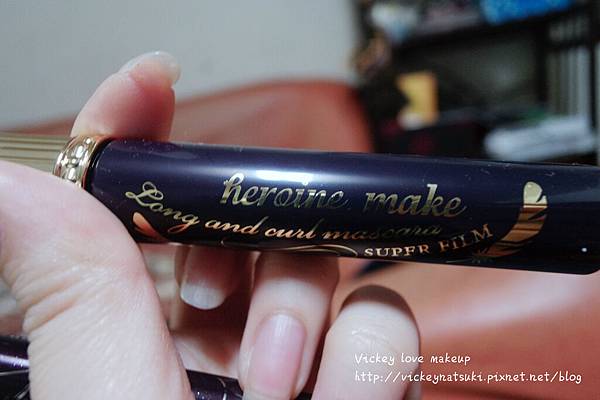 heroine make
Long and curl mascara
SUPER FILM
Vickey love makeup
http://vickeynatsuki.pixnet.net/blog